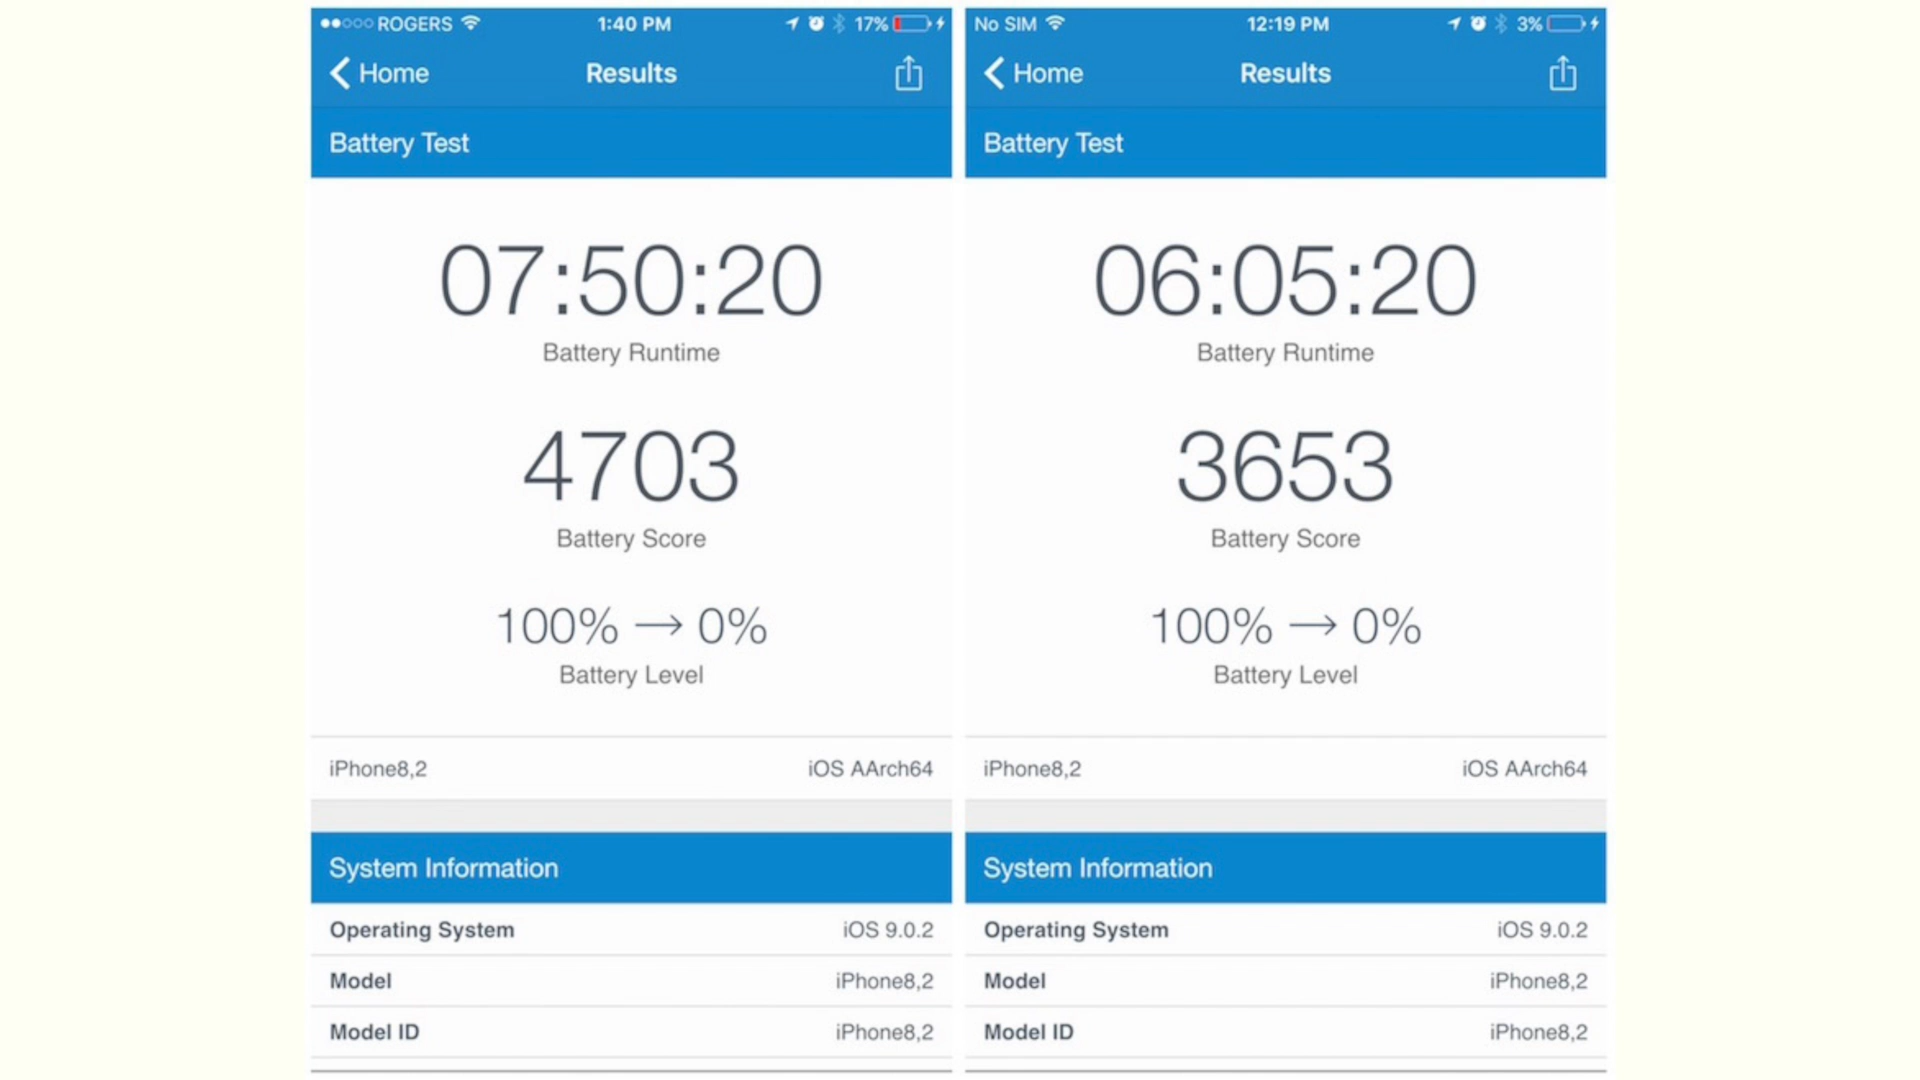 ROGERS 1:40 PM 17%
Home Results
Battery Test
07:50:20
Battery Runtime
4703
Battery Score
100% → 0%
Battery Level
iPhone8,2 iOS AArch64
System Information
Operating System iOS 9.0.2
Model iPhone8,2
Model ID iPhone8,2
No SIM 12:19 PM 3%
Home Results
Battery Test
06:05:20
Battery Runtime
3653
Battery Score
100% → 0%
Battery Level
iPhone8,2 iOS AArch64
System Information
Operating System iOS 9.0.2
Model iPhone8,2
Model ID iPhone8,2